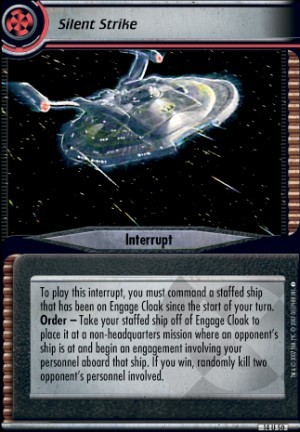 Silent Strike
Interrupt
To play this interrupt, you must command a staffed ship
that has been on Engage Cloak since the start of your turn.
Order – Take your staffed ship off of Engage Cloak to
place it at a non-headquarters mission where an opponent's
ship is at and begin an engagement involving your
personnel aboard that ship. If you win, randomly kill two
opponent's personnel involved.